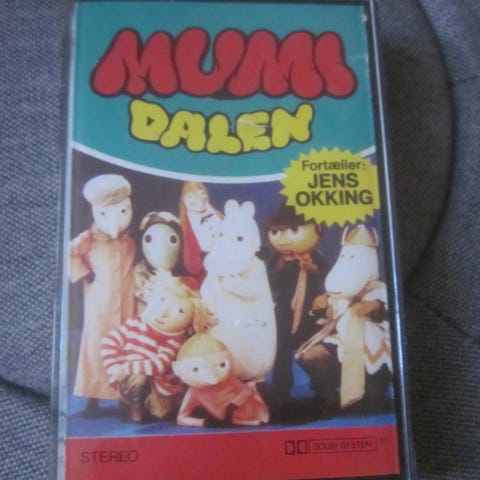 MUMI
DALEN
Fortæller:
JENS
OKKING
STEREO
DOLBY SYSTEM